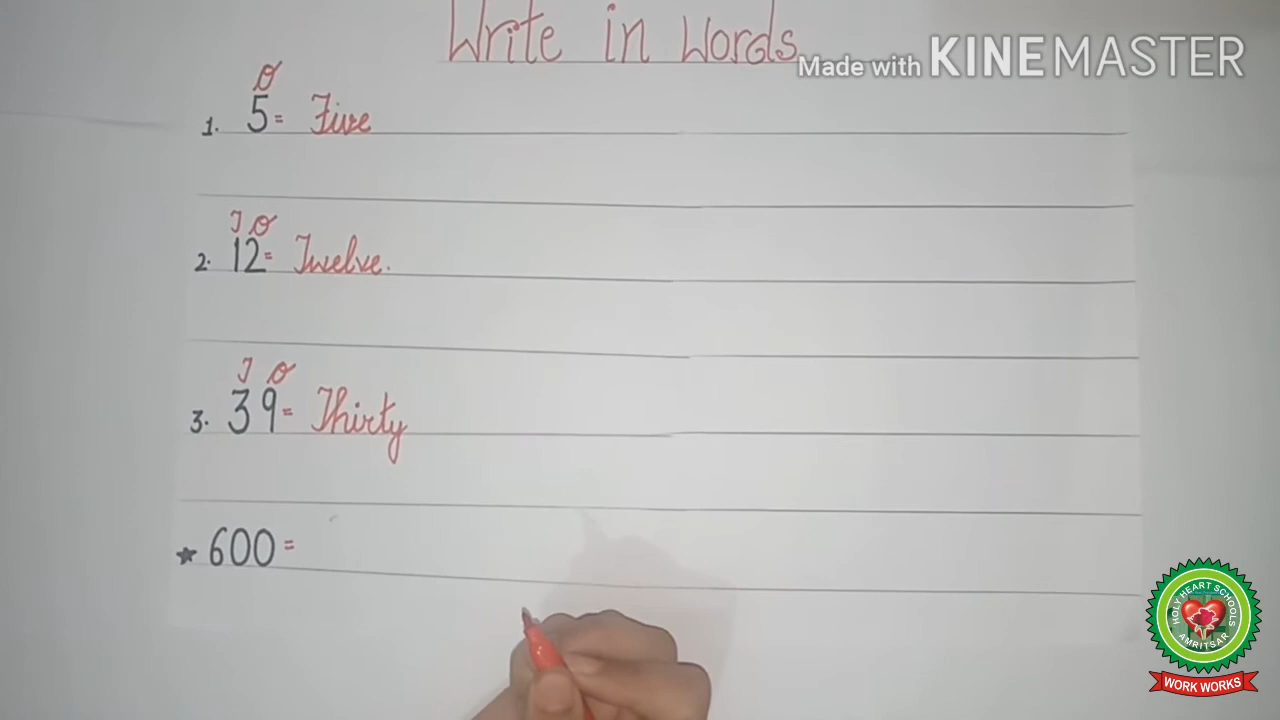 Write in Words
Made with KINEMASTER
O
1. 5 = Five
T O
2. 12 = Twelve.
T O
3. 39 = Thirty
★ 600 =
HOLY HEART SCHOOLS
AMRITSAR
WORK WORKS